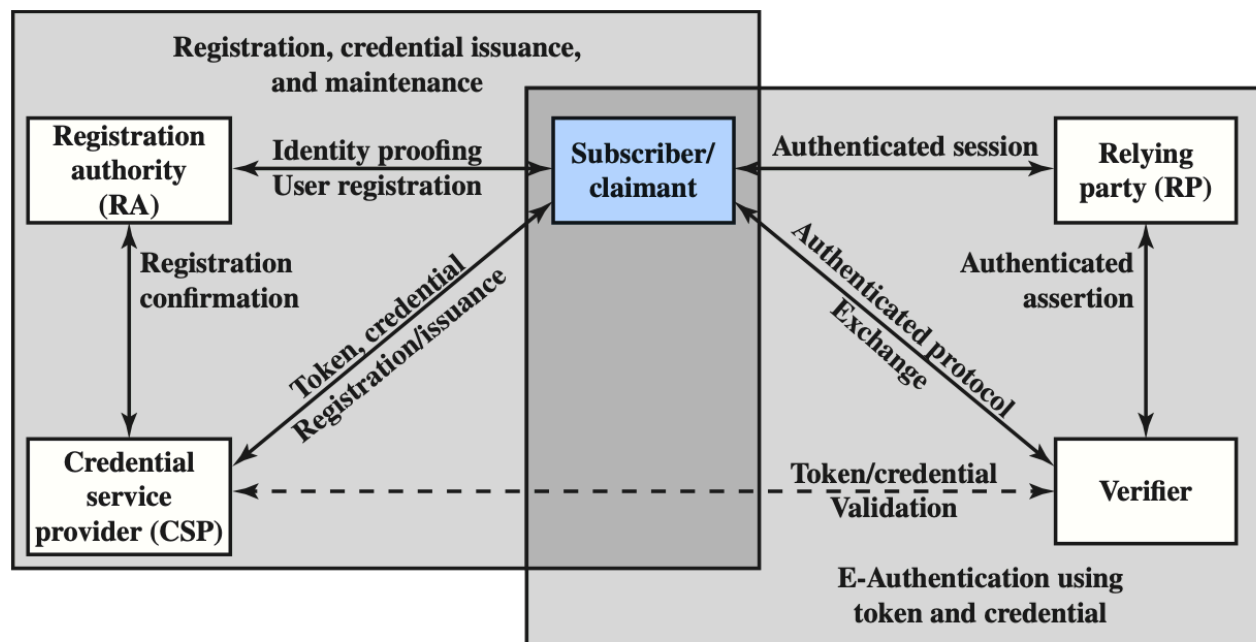 Registration, credential issuance,
and maintenance
Registration
authority
(RA)
Identity proofing
User registration
Subscriber/
claimant
Authenticated session
Relying
party (RP)
Registration
confirmation
Token, credential
Registration/issuance
Authenticated protocol
Exchange
Authenticated
assertion
Credential
service
provider (CSP)
Token/credential
Validation
Verifier
E-Authentication using
token and credential